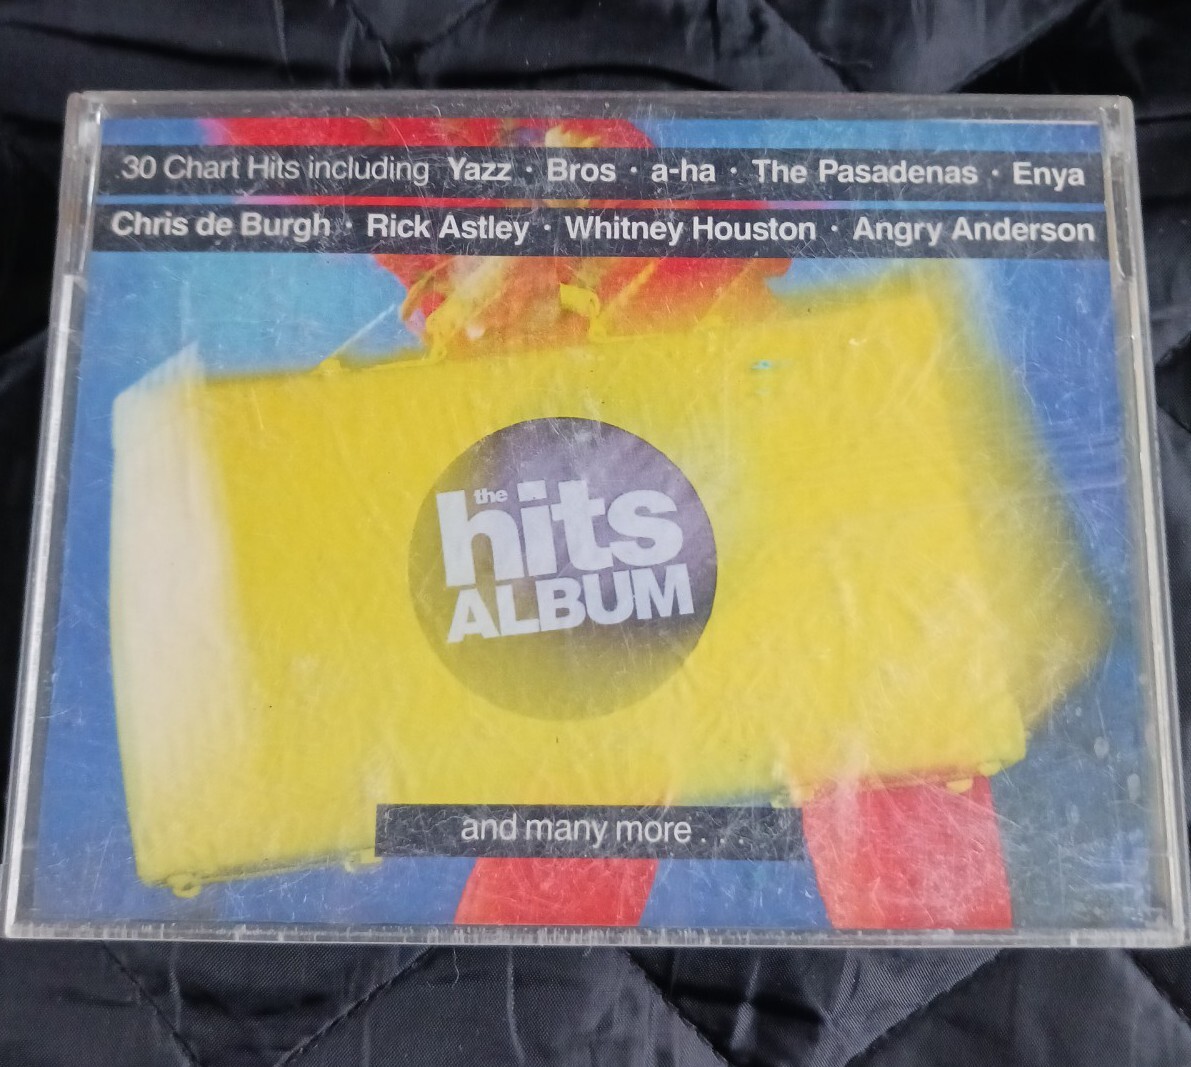 30 Chart Hits including Yazz · Bros · a-ha · The Pasadenas · Enya
Chris de Burgh · Rick Astley · Whitney Houston · Angry Anderson
the
hits
ALBUM
and many more . . .